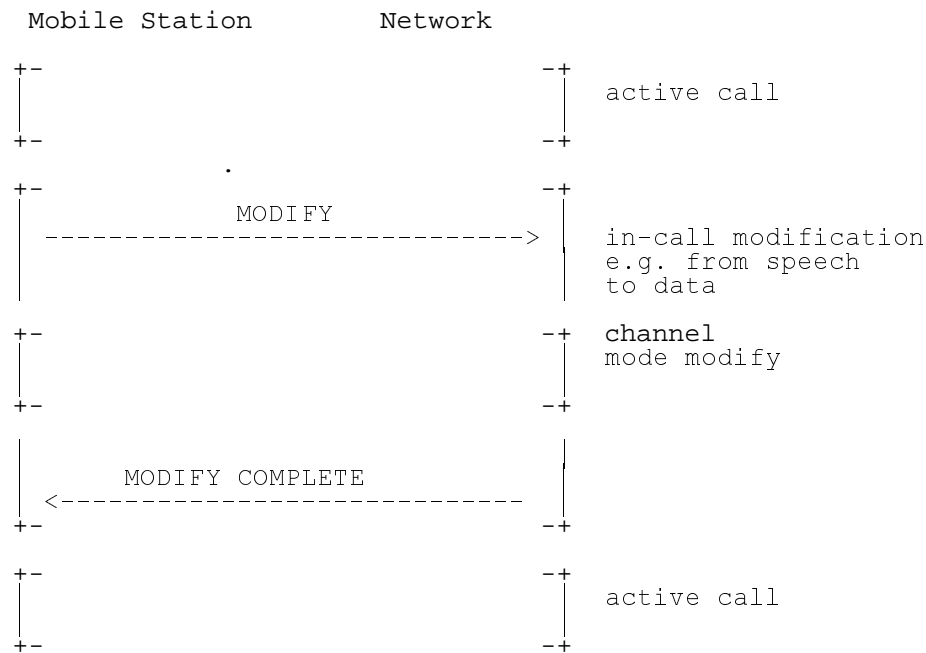 Mobile Station Network
+- -+
active call
+- -+
.
+- -+
MODIFY
------------------------------> in-call modification
e.g. from speech
to data
+- -+ channel
mode modify
+- -+
MODIFY COMPLETE
<-----------------------------
+- -+
+- -+
active call
+- -+